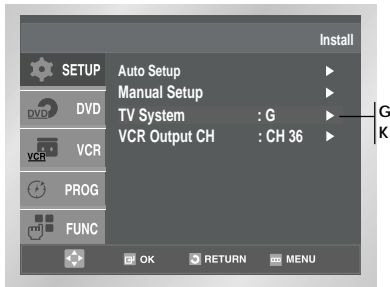 Install
SETUP
Auto Setup
Manual Setup
TV System : G
G
K
DVD DVD
VCR Output CH : CH 36
VCR VCR
PROG
FUNC
OK RETURN MENU